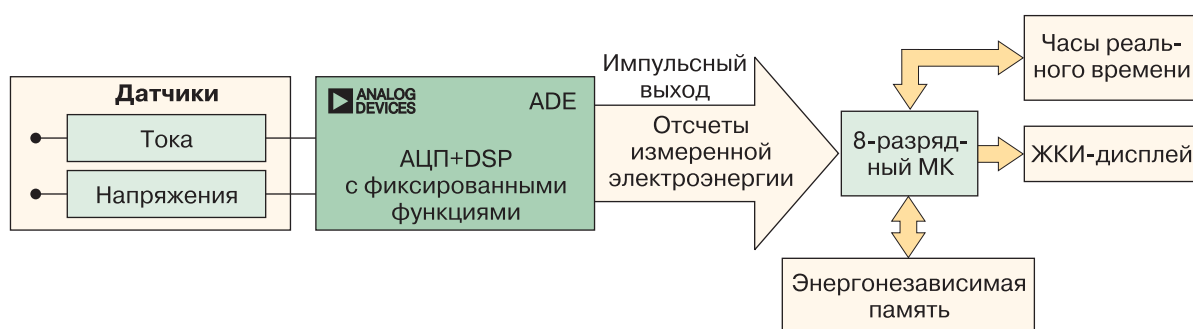 Датчики
Тока
Напряжения
ANALOG
DEVICES
ADE
АЦП+DSP
с фиксированными
функциями
Импульсный
выход
Отсчеты
измеренной
электроэнергии
8-разряд-
ный МК
Часы реаль-
ного времени
ЖКИ-дисплей
Энергонезависимая
память